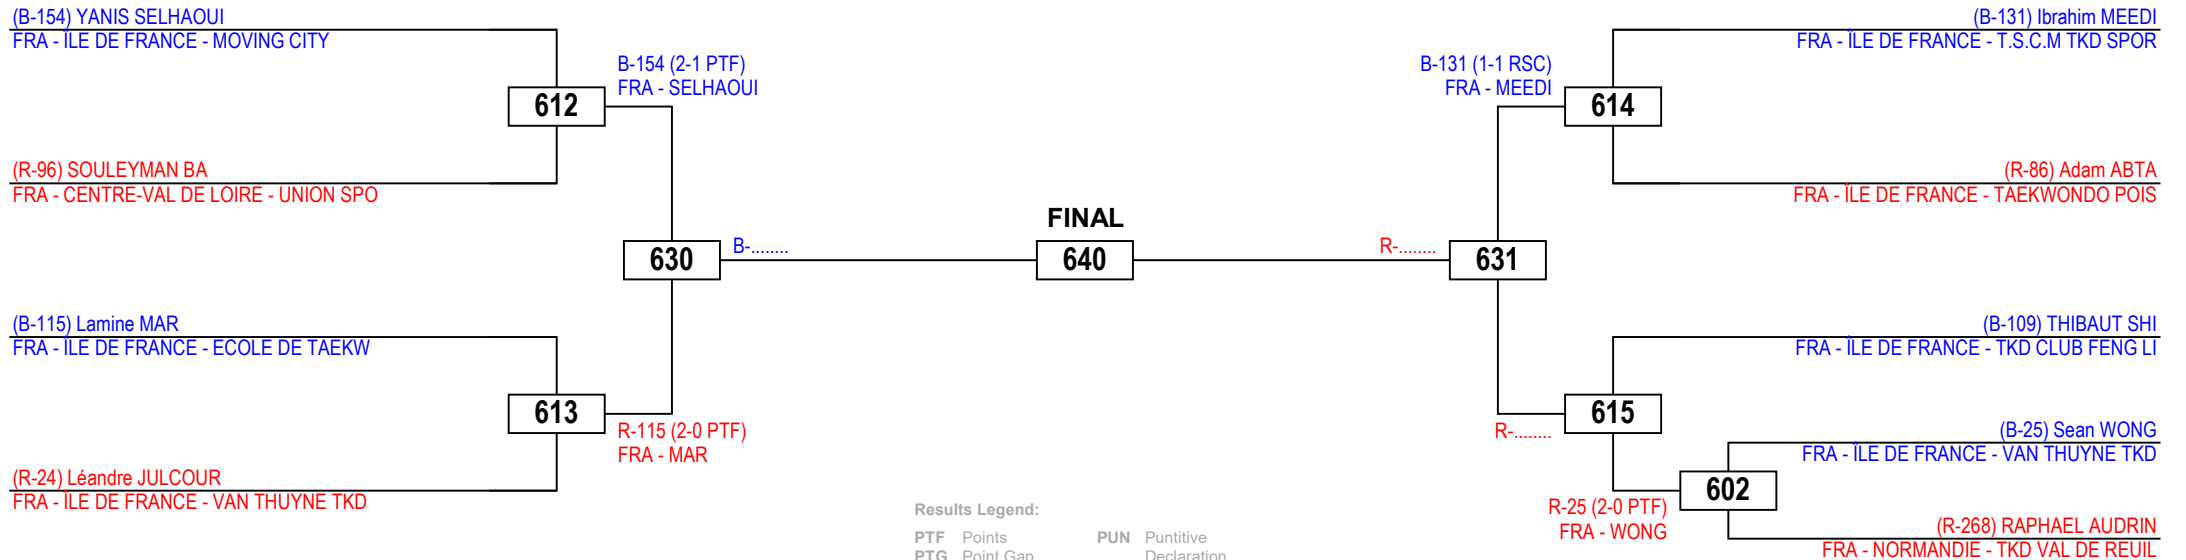 (B-154) YANIS SELHAOUI
FRA - ÎLE DE FRANCE - MOVING CITY
B-154 (2-1 PTF)
FRA - SELHAOUI
612
(R-96) SOULEYMAN BA
FRA - CENTRE-VAL DE LOIRE - UNION SPO
630
B-........
(B-115) Lamine MAR
FRA - ÎLE DE FRANCE - ECOLE DE TAEKW
613
R-115 (2-0 PTF)
FRA - MAR
(R-24) Léandre JULCOUR
FRA - ÎLE DE FRANCE - VAN THUYNE TKD
FINAL
640
(B-131) Ibrahim MEEDI
FRA - ÎLE DE FRANCE - T.S.C.M TKD SPOR
B-131 (1-1 RSC)
FRA - MEEDI
614
(R-86) Adam ABTA
FRA - ÎLE DE FRANCE - TAEKWONDO POIS
R-........
631
(B-109) THIBAUT SHI
FRA - ÎLE DE FRANCE - TKD CLUB FENG LI
615
R-........
(B-25) Sean WONG
FRA - ÎLE DE FRANCE - VAN THUYNE TKD
602
R-25 (2-0 PTF)
FRA - WONG
(R-268) RAPHAEL AUDRIN
FRA - NORMANDIE - TKD VAL DE REUIL
Results Legend:
PTF Points PUN Puntitive
PTG Point Gap Declaration